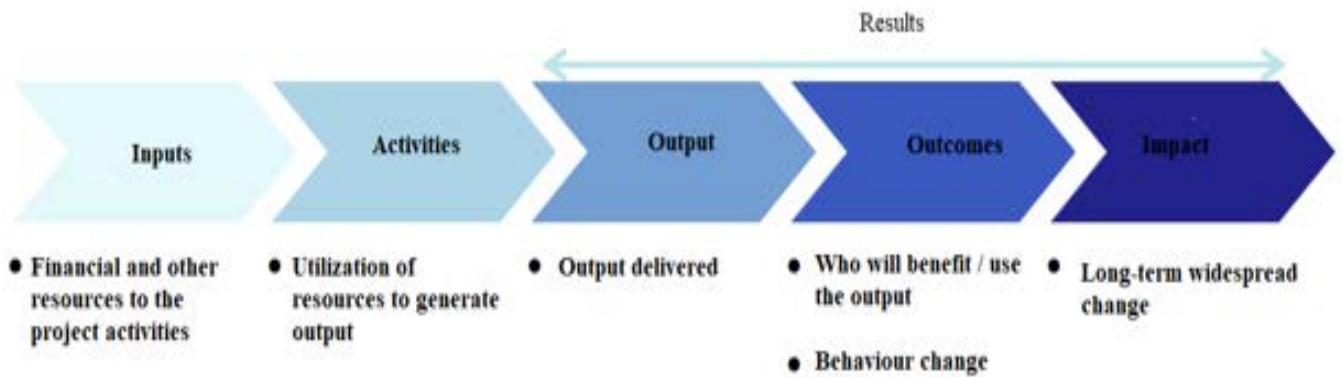 Results
Inputs
Activities
Output
Outcomes
Impact
● Financial and other
resources to the
project activities
● Utilization of
resources to generate
output
● Output delivered
● Who will benefit / use
the output
● Behaviour change
● Long-term widespread
change